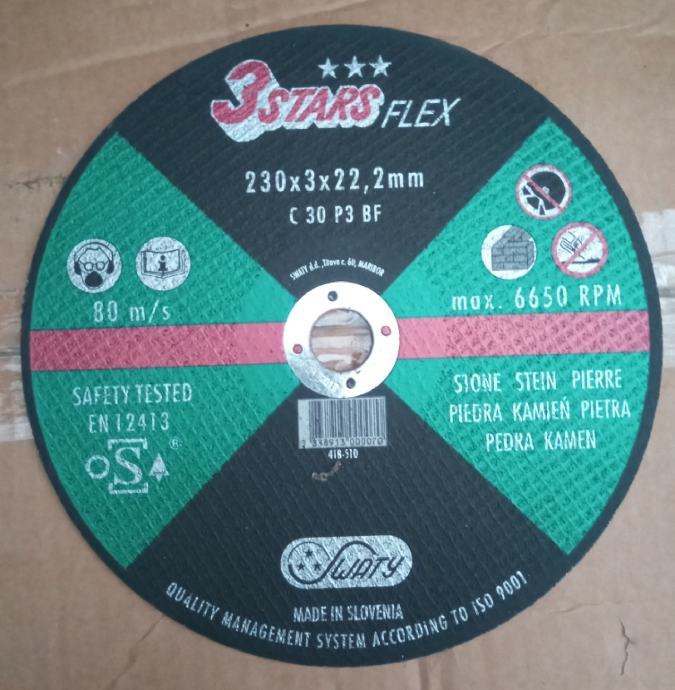 3STARS FLEX
230x3x22,2mm
C 30 P3 BF
SWATY d.d. ,Titova c. 60, MARIBOR
80 m/s
max. 6650 RPM
SAFETY TESTED
EN 12413
oSA
®
STONE STEIN PIERRE
PIEDRA KAMIEŃ PIETRA
PEDRA KAMEN
418-510
Swaty
MADE IN SLOVENIA
QUALITY MANAGEMENT SYSTEM ACCORDING TO ISO 9001